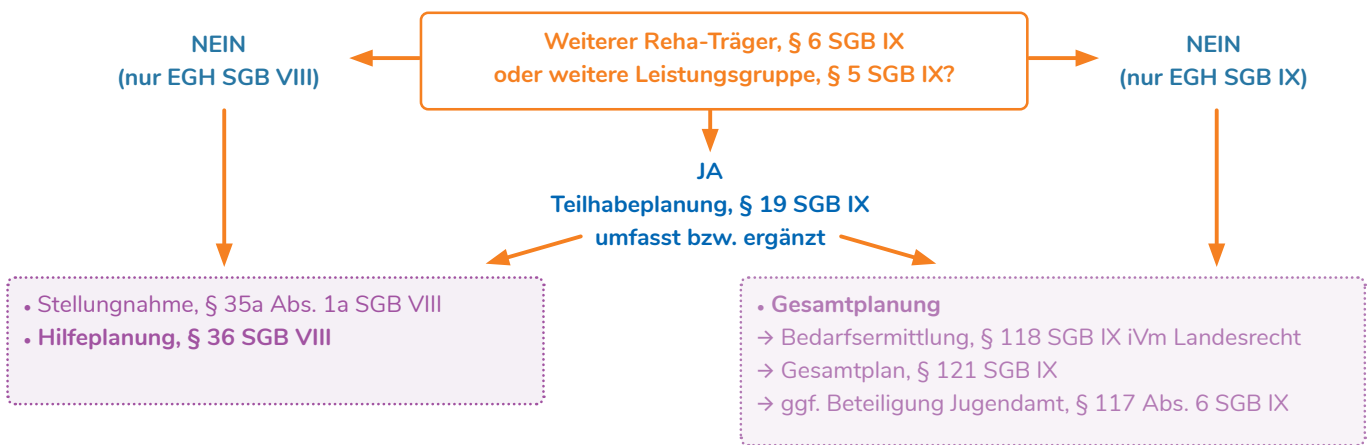 NEIN
(nur EGH SGB VIII)
Weiterer Reha-Träger, § 6 SGB IX
oder weitere Leistungsgruppe, § 5 SGB IX?
NEIN
(nur EGH SGB IX)
JA
Teilhabeplanung, § 19 SGB IX
umfasst bzw. ergänzt
• Stellungnahme, § 35a Abs. 1a SGB VIII
• Hilfeplanung, § 36 SGB VIII
• Gesamtplanung
→ Bedarfsermittlung, § 118 SGB IX iVm Landesrecht
→ Gesamtplan, § 121 SGB IX
→ ggf. Beteiligung Jugendamt, § 117 Abs. 6 SGB IX